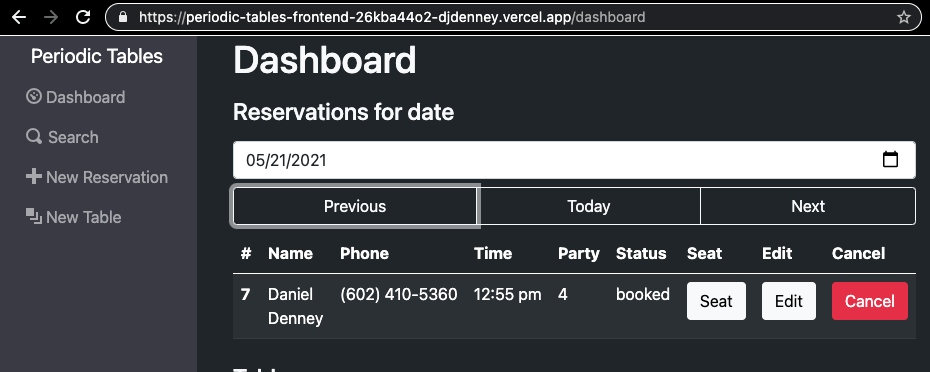 https://periodic-tables-frontend-26kba44o2-djdenney.vercel.app/dashboard
Periodic Tables
Dashboard
Search
New Reservation
New Table
Dashboard
Reservations for date
05/21/2021
Previous Today Next
# Name Phone Time Party Status Seat Edit Cancel
7 Daniel (602) 410-5360 12:55 pm 4 booked Seat Edit Cancel
Denney